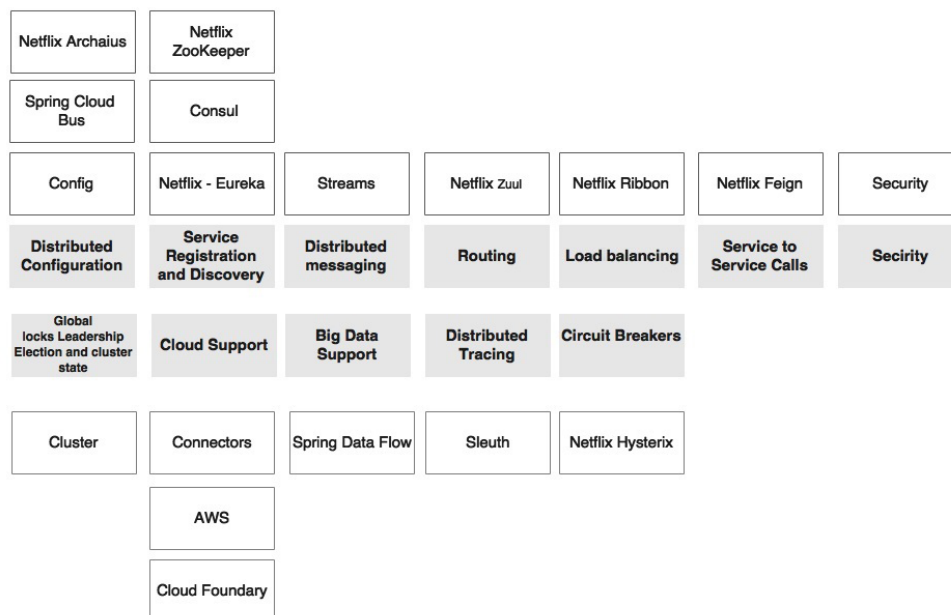 Netflix Archaius
Netflix
ZooKeeper
Spring Cloud
Bus
Consul
Config
Netflix - Eureka
Streams
Netflix Zuul
Netflix Ribbon
Netflix Feign
Security
Distributed
Configuration
Service
Registration
and Discovery
Distributed
messaging
Routing
Load balancing
Service to
Service Calls
Secirity
Global
locks Leadership
Election and cluster
state
Cloud Support
Big Data
Support
Distributed
Tracing
Circuit Breakers
Cluster
Connectors
Spring Data Flow
Sleuth
Netflix Hysterix
AWS
Cloud Foundary